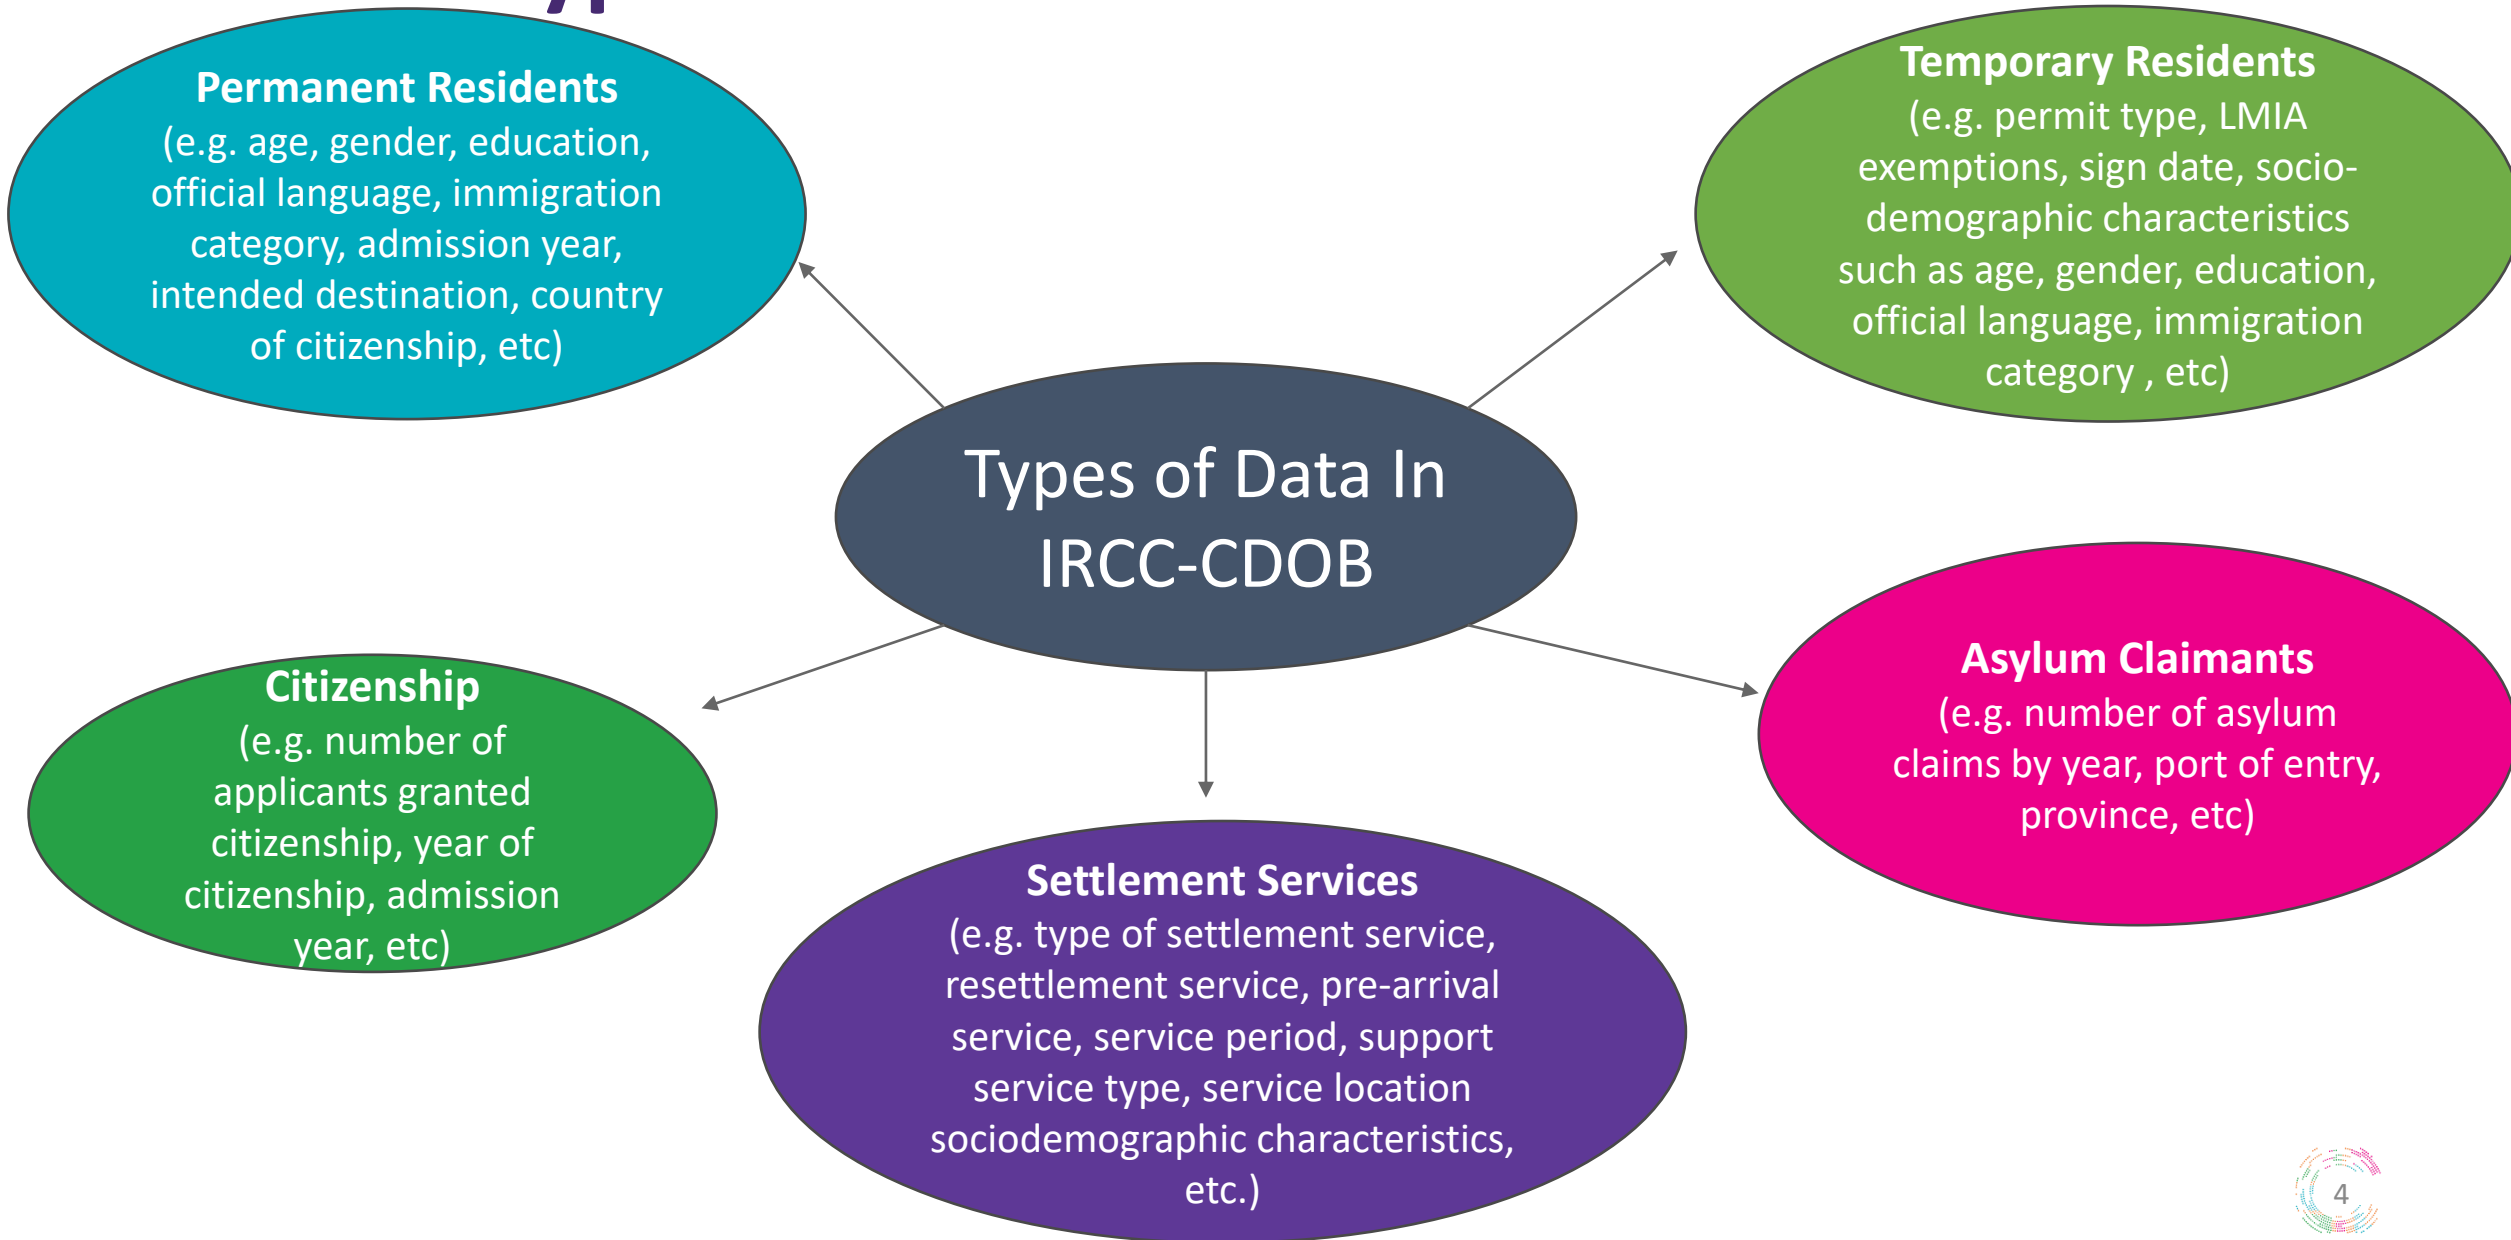 Permanent Residents
(e.g. age, gender, education,
official language, immigration
category, admission year,
intended destination, country
of citizenship, etc)
Temporary Residents
(e.g. permit type, LMIA
exemptions, sign date, socio-
demographic characteristics
such as age, gender, education,
official language, immigration
category , etc)
Types of Data In
IRCC-CDOB
Citizenship
(e.g. number of
applicants granted
citizenship, year of
citizenship, admission
year, etc)
Asylum Claimants
(e.g. number of asylum
claims by year, port of entry,
province, etc)
Settlement Services
(e.g. type of settlement service,
resettlement service, pre-arrival
service, service period, support
service type, service location
sociodemographic characteristics,
etc.)
4